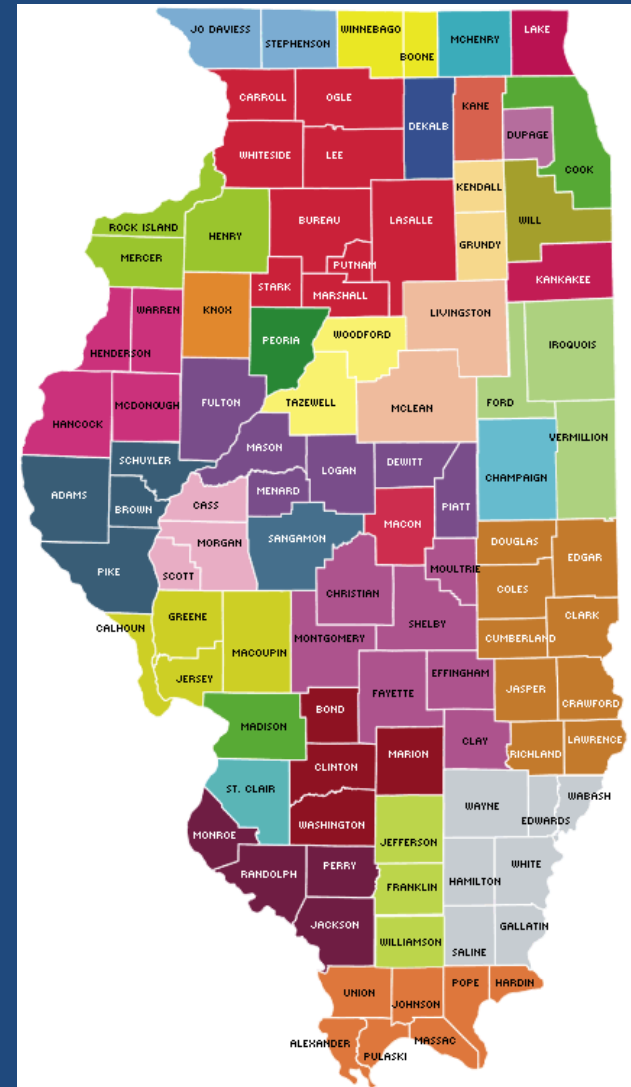 JO DAVIESS
STEPHENSON
WINNEBAGO
BOONE
MCHENRY
LAKE
CARROLL
OGLE
DEKALB
KANE
DUPAGE
COOK
WHITESIDE
LEE
KENDALL
WILL
ROCK ISLAND
HENRY
BUREAU
LASALLE
GRUNDY
MERCER
PUTNAM
KANKAKEE
STARK
MARSHALL
WARREN
KNOX
PEORIA
WOODFORD
LIVINGSTON
IROQUOIS
HENDERSON
FULTON
TAZEWELL
MCLEAN
FORD
HANCOCK
MCDONOUGH
VERMILLION
MASON
LOGAN
DEWITT
CHAMPAIGN
SCHUYLER
ADAMS
BROWN
CASS
MENARD
PIATT
MACON
SANGAMON
MORGAN
DOUGLAS
EDGAR
PIKE
SCOTT
MOULTRIE
CHRISTIAN
COLES
GREENE
SHELBY
CLARK
CALHOUN
MACOUPIN
MONTGOMERY
CUMBERLAND
JERSEY
FAYETTE
EFFINGHAM
JASPER
CRAWFORD
MADISON
BOND
CLAY
RICHLAND
LAWRENCE
MARION
CLINTON
ST. CLAIR
WAYNE
WABASH
EDWARDS
WASHINGTON
MONROE
JEFFERSON
RANDOLPH
PERRY
FRANKLIN
HAMILTON
WHITE
JACKSON
WILLIAMSON
SALINE
GALLATIN
UNION
JOHNSON
POPE
HARDIN
ALEXANDER
PULASKI
MASSAC